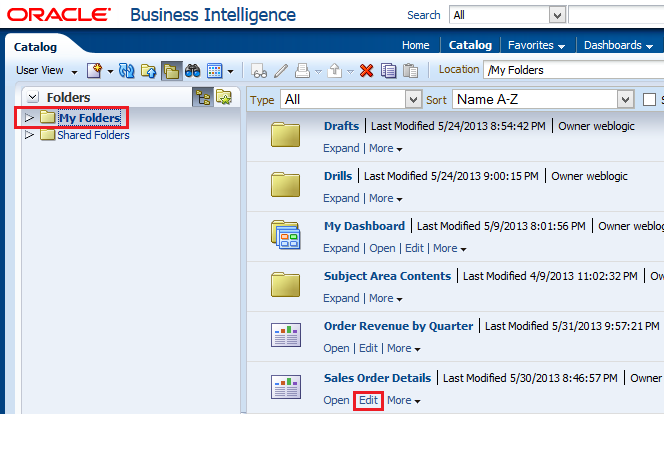 ORACLE Business Intelligence
Search All
Catalog
Home Catalog Favorites Dashboards
User View Location /My Folders
Folders
My Folders
Shared Folders
Type All Sort Name A-Z
Drafts | Last Modified 5/24/2013 8:54:42 PM | Owner weblogic
Expand | More
Drills | Last Modified 5/24/2013 9:00:15 PM | Owner weblogic
Expand | More
My Dashboard | Last Modified 5/9/2013 8:01:56 PM | Owner weblog
Expand | Open | Edit | More
Subject Area Contents | Last Modified 4/9/2013 11:02:32 PM | Ow
Expand | More
Order Revenue by Quarter | Last Modified 5/31/2013 9:57:21 PM
Open | Edit | More
Sales Order Details | Last Modified 5/30/2013 8:46:57 PM | Owner
Open Edit More